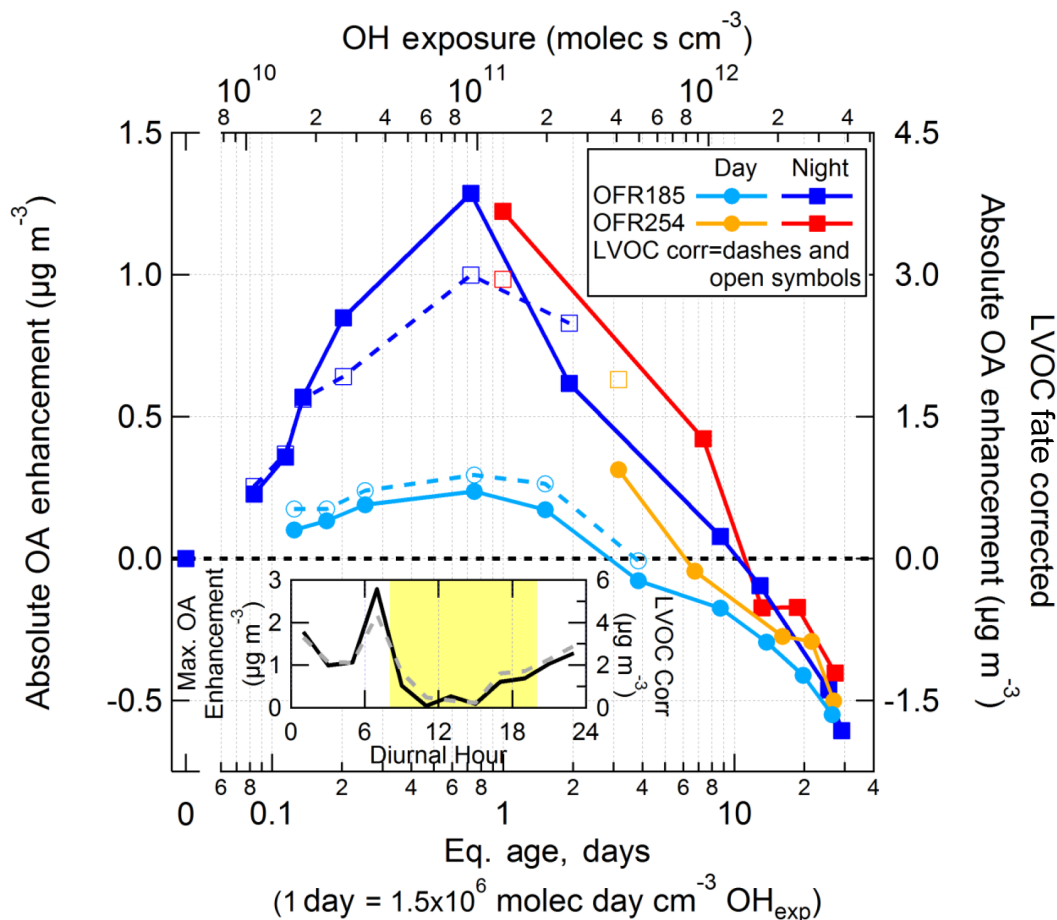 OH exposure (molec s cm-3)
10^10 10^11 10^12
8 2 4 6 8 2 4 6 8 2 4
1.5
1.0
0.5
0.0
-0.5
Absolute OA enhancement (µg m-3)
4.5
3.0
1.5
0.0
-1.5
Absolute OA enhancement (µg m-3)
LVOC fate corrected
Day Night
OFR185
OFR254
LVOC corr=dashes and
open symbols
Max. OA
Enhancement
(µg m-3)
3
2
1
0
6
4
2
0
LVOC Corr
(µg m-3)
0 6 12 18 24
Diurnal Hour
6 8 2 4 6 8 2 4 6 8 2 4
0 0.1 1 10
Eq. age, days
(1 day = 1.5x10^6 molec day cm-3 OHexp)